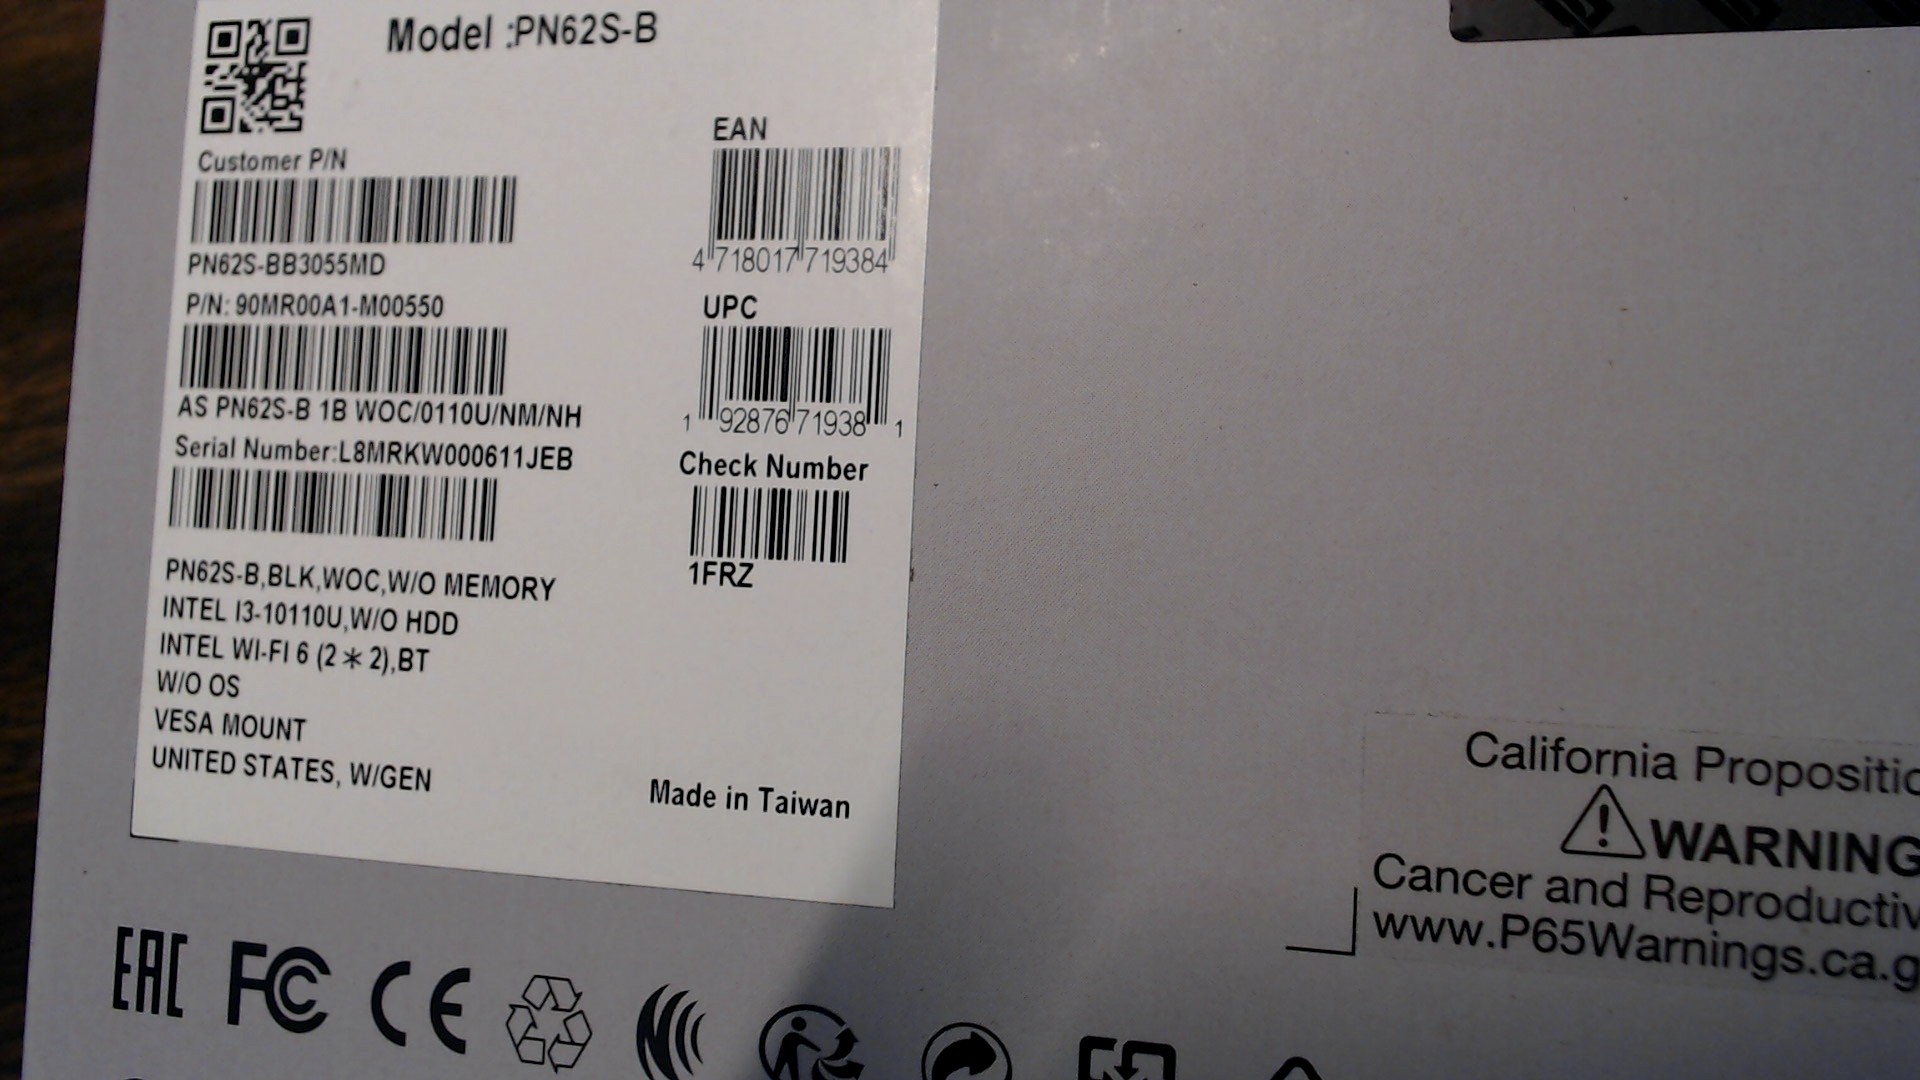 Model :PN62S-B
Customer P/N
PN62S-BB3055MD
P/N: 90MR00A1-M00550
AS PN62S-B 1B WOC/0110U/NM/NH
Serial Number:L8MRKW000611JEB
EAN
4 718017 719384
UPC
1 92876 71938 1
Check Number
1FRZ
PN62S-B,BLK,WOC,W/O MEMORY
INTEL I3-10110U,W/O HDD
INTEL WI-FI 6 (2*2),BT
W/O OS
VESA MOUNT
UNITED STATES, W/GEN
Made in Taiwan
California Propositio
WARNING
Cancer and Reproductiv
www.P65Warnings.ca.g
EAC FC CE